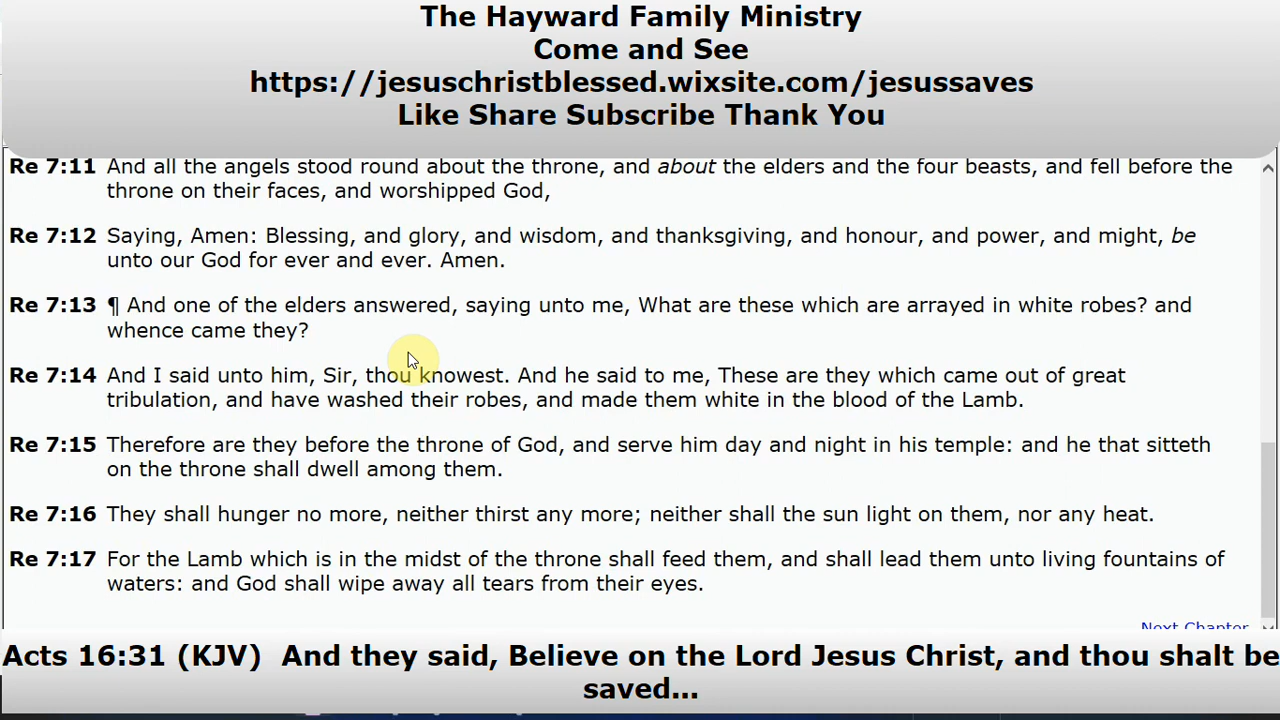 The Hayward Family Ministry
Come and See
https://jesuschristblessed.wixsite.com/jesussaves
Like Share Subscribe Thank You
Re 7:11 And all the angels stood round about the throne, and about the elders and the four beasts, and fell before the
throne on their faces, and worshipped God,
Re 7:12 Saying, Amen: Blessing, and glory, and wisdom, and thanksgiving, and honour, and power, and might, be
unto our God for ever and ever. Amen.
Re 7:13 ¶ And one of the elders answered, saying unto me, What are these which are arrayed in white robes? and
whence came they?
Re 7:14 And I said unto him, Sir, thou knowest. And he said to me, These are they which came out of great
tribulation, and have washed their robes, and made them white in the blood of the Lamb.
Re 7:15 Therefore are they before the throne of God, and serve him day and night in his temple: and he that sitteth
on the throne shall dwell among them.
Re 7:16 They shall hunger no more, neither thirst any more; neither shall the sun light on them, nor any heat.
Re 7:17 For the Lamb which is in the midst of the throne shall feed them, and shall lead them unto living fountains of
waters: and God shall wipe away all tears from their eyes.
Next Chapter
Acts 16:31 (KJV) And they said, Believe on the Lord Jesus Christ, and thou shalt be
saved...